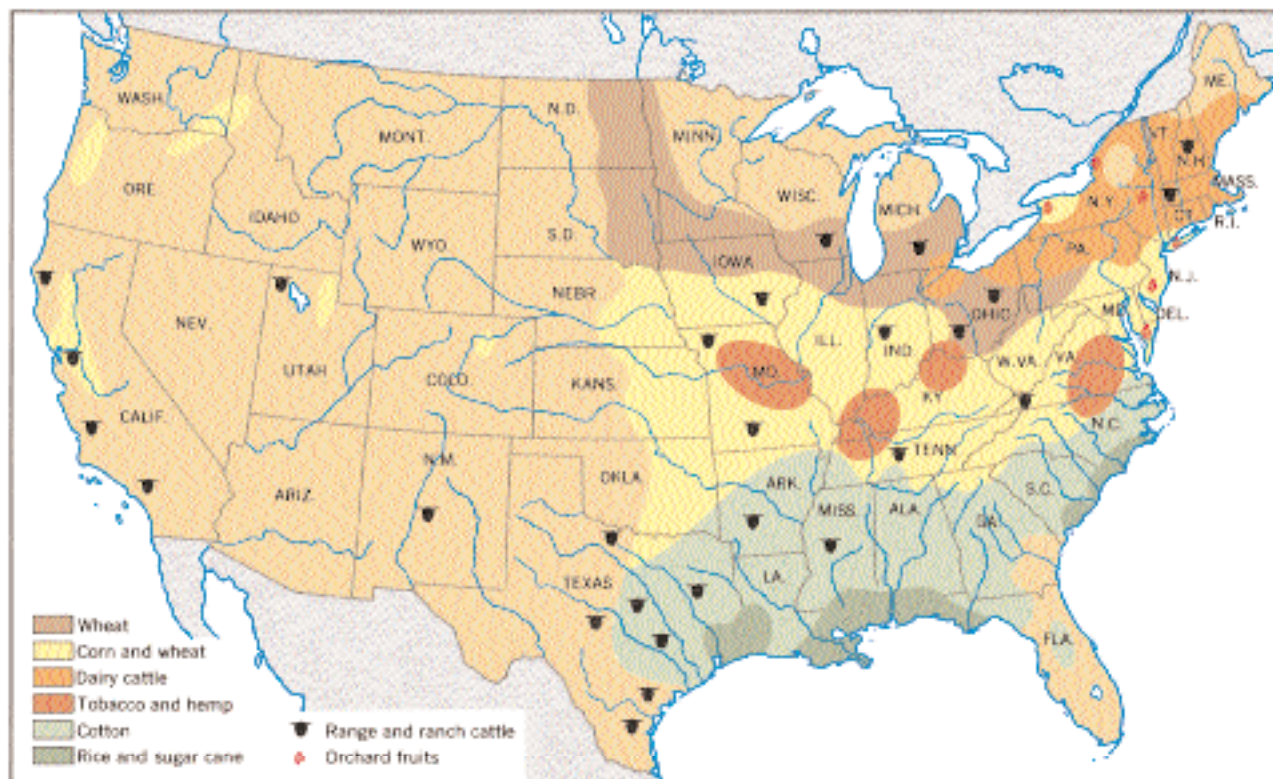 WASH.
MONT.
N.D.
MINN.
ME.
VT.
N.H.
ORE.
IDAHO
WISC.
MICH.
N.Y.
MASS.
CT.
R.I.
WYO.
S.D.
IOWA
PA.
N.J.
NEBR.
OHIO
MD.
DEL.
NEV.
UTAH
COLO.
KANS.
MO.
ILL.
IND.
W.VA.
VA.
KY.
CALIF.
ARIZ.
N.M.
OKLA.
ARK.
TENN.
N.C.
S.C.
MISS.
ALA.
GA.
TEXAS
LA.
FLA.
Wheat
Corn and wheat
Dairy cattle
Tobacco and hemp
Cotton
Rice and sugar cane
Range and ranch cattle
Orchard fruits